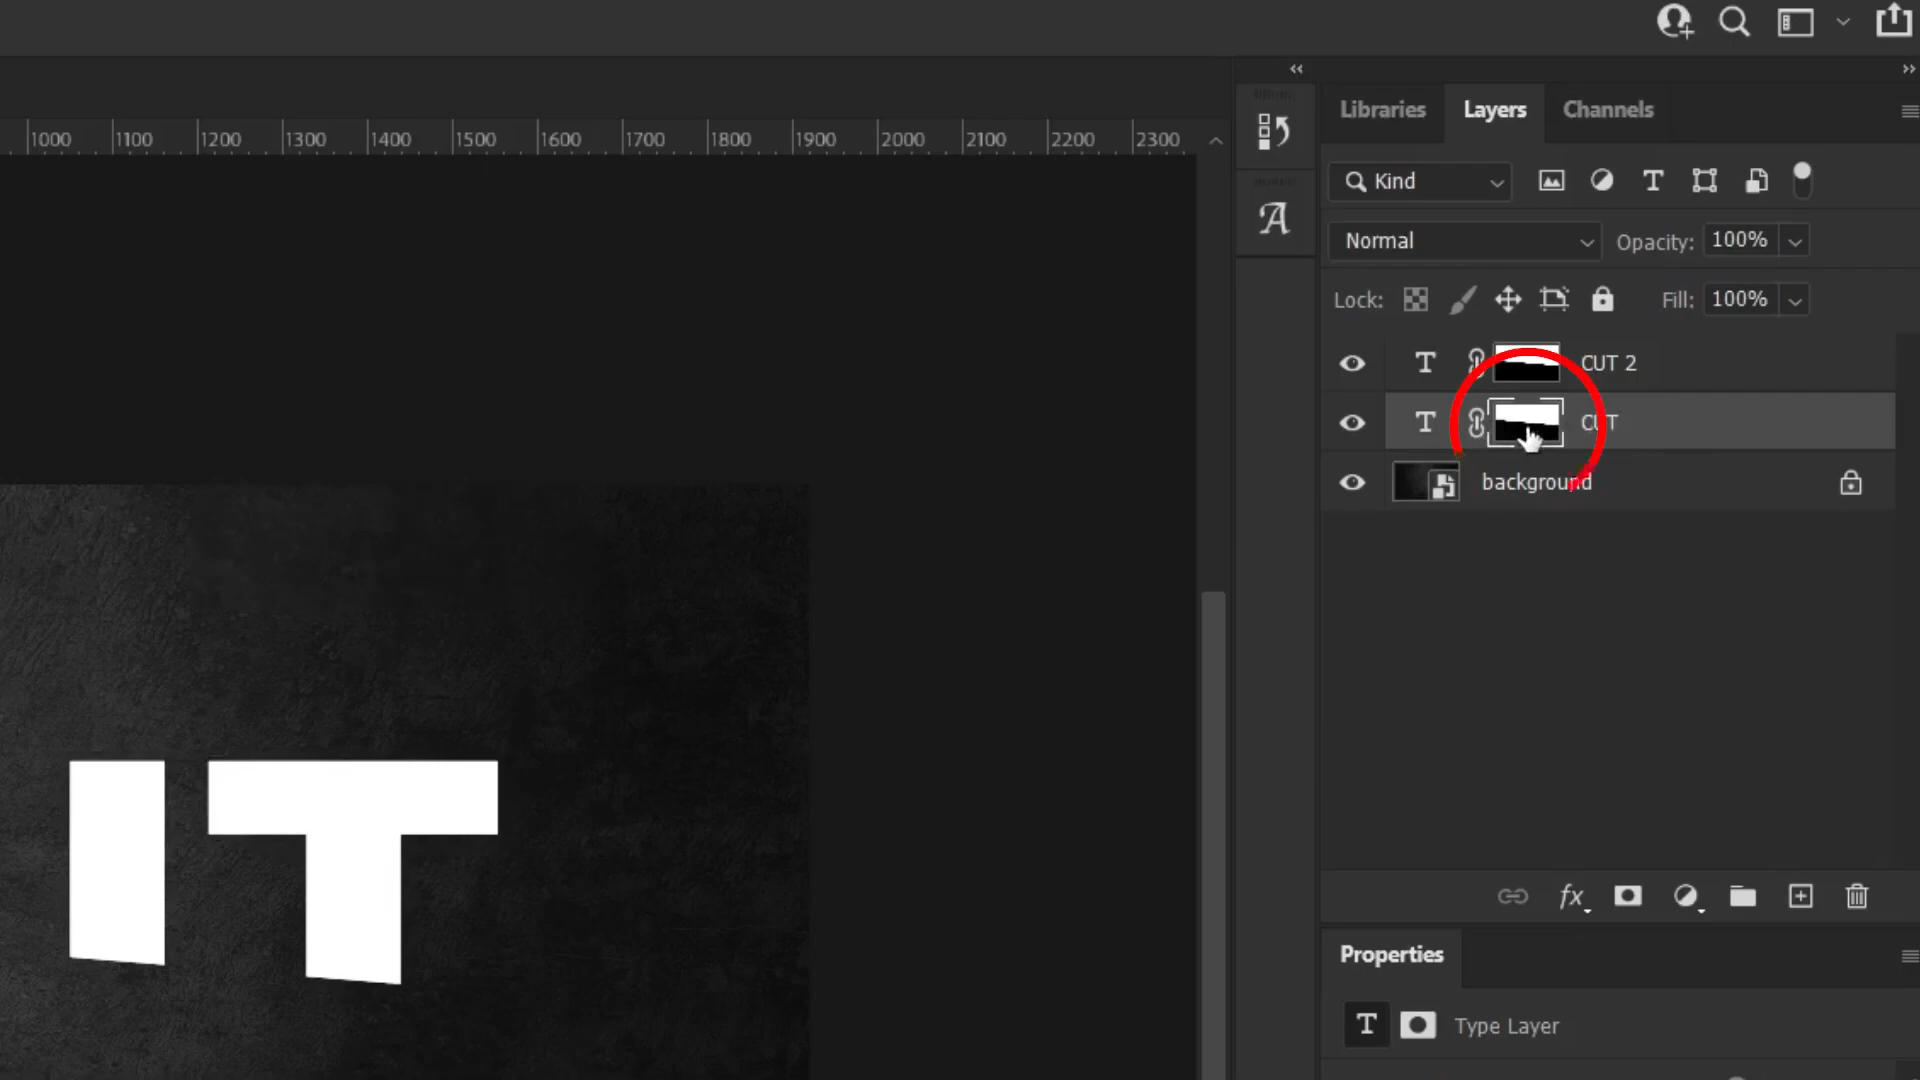 1000 1100 1200 1300 1400 1500 1600 1700 1800 1900 2000 2100 2200 2300
Libraries Layers Channels
Kind
Normal Opacity: 100%
Lock: Fill: 100%
T CUT 2
T CUT
background
fx
IT
Properties
T Type Layer